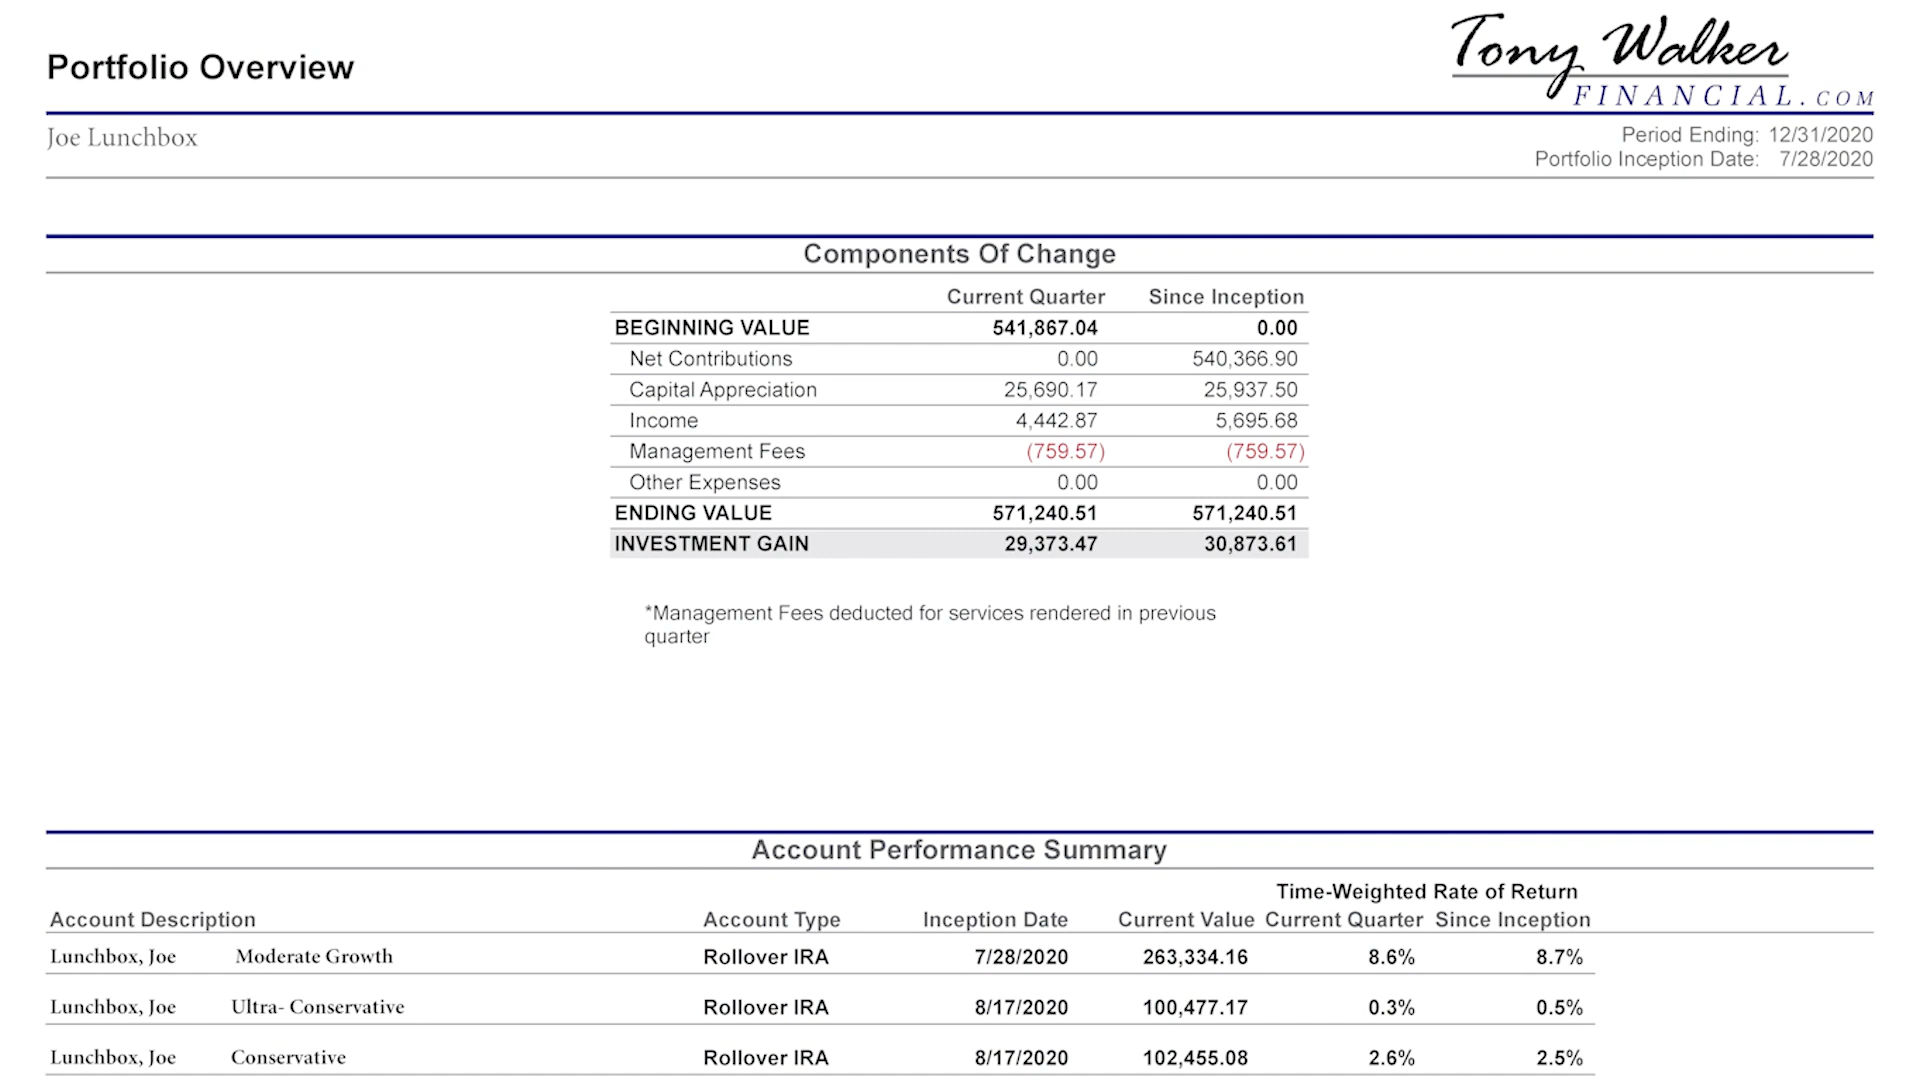 Tony Walker
FINANCIAL.COM
Portfolio Overview
Joe Lunchbox
Period Ending: 12/31/2020
Portfolio Inception Date: 7/28/2020
Components Of Change
Current Quarter Since Inception
BEGINNING VALUE 541,867.04 0.00
Net Contributions 0.00 540,366.90
Capital Appreciation 25,690.17 25,937.50
Income 4,442.87 5,695.68
Management Fees (759.57) (759.57)
Other Expenses 0.00 0.00
ENDING VALUE 571,240.51 571,240.51
INVESTMENT GAIN 29,373.47 30,873.61
*Management Fees deducted for services rendered in previous
quarter
Account Performance Summary
Time-Weighted Rate of Return
Account Description Account Type Inception Date Current Value Current Quarter Since Inception
Lunchbox, Joe Moderate Growth Rollover IRA 7/28/2020 263,334.16 8.6% 8.7%
Lunchbox, Joe Ultra- Conservative Rollover IRA 8/17/2020 100,477.17 0.3% 0.5%
Lunchbox, Joe Conservative Rollover IRA 8/17/2020 102,455.08 2.6% 2.5%